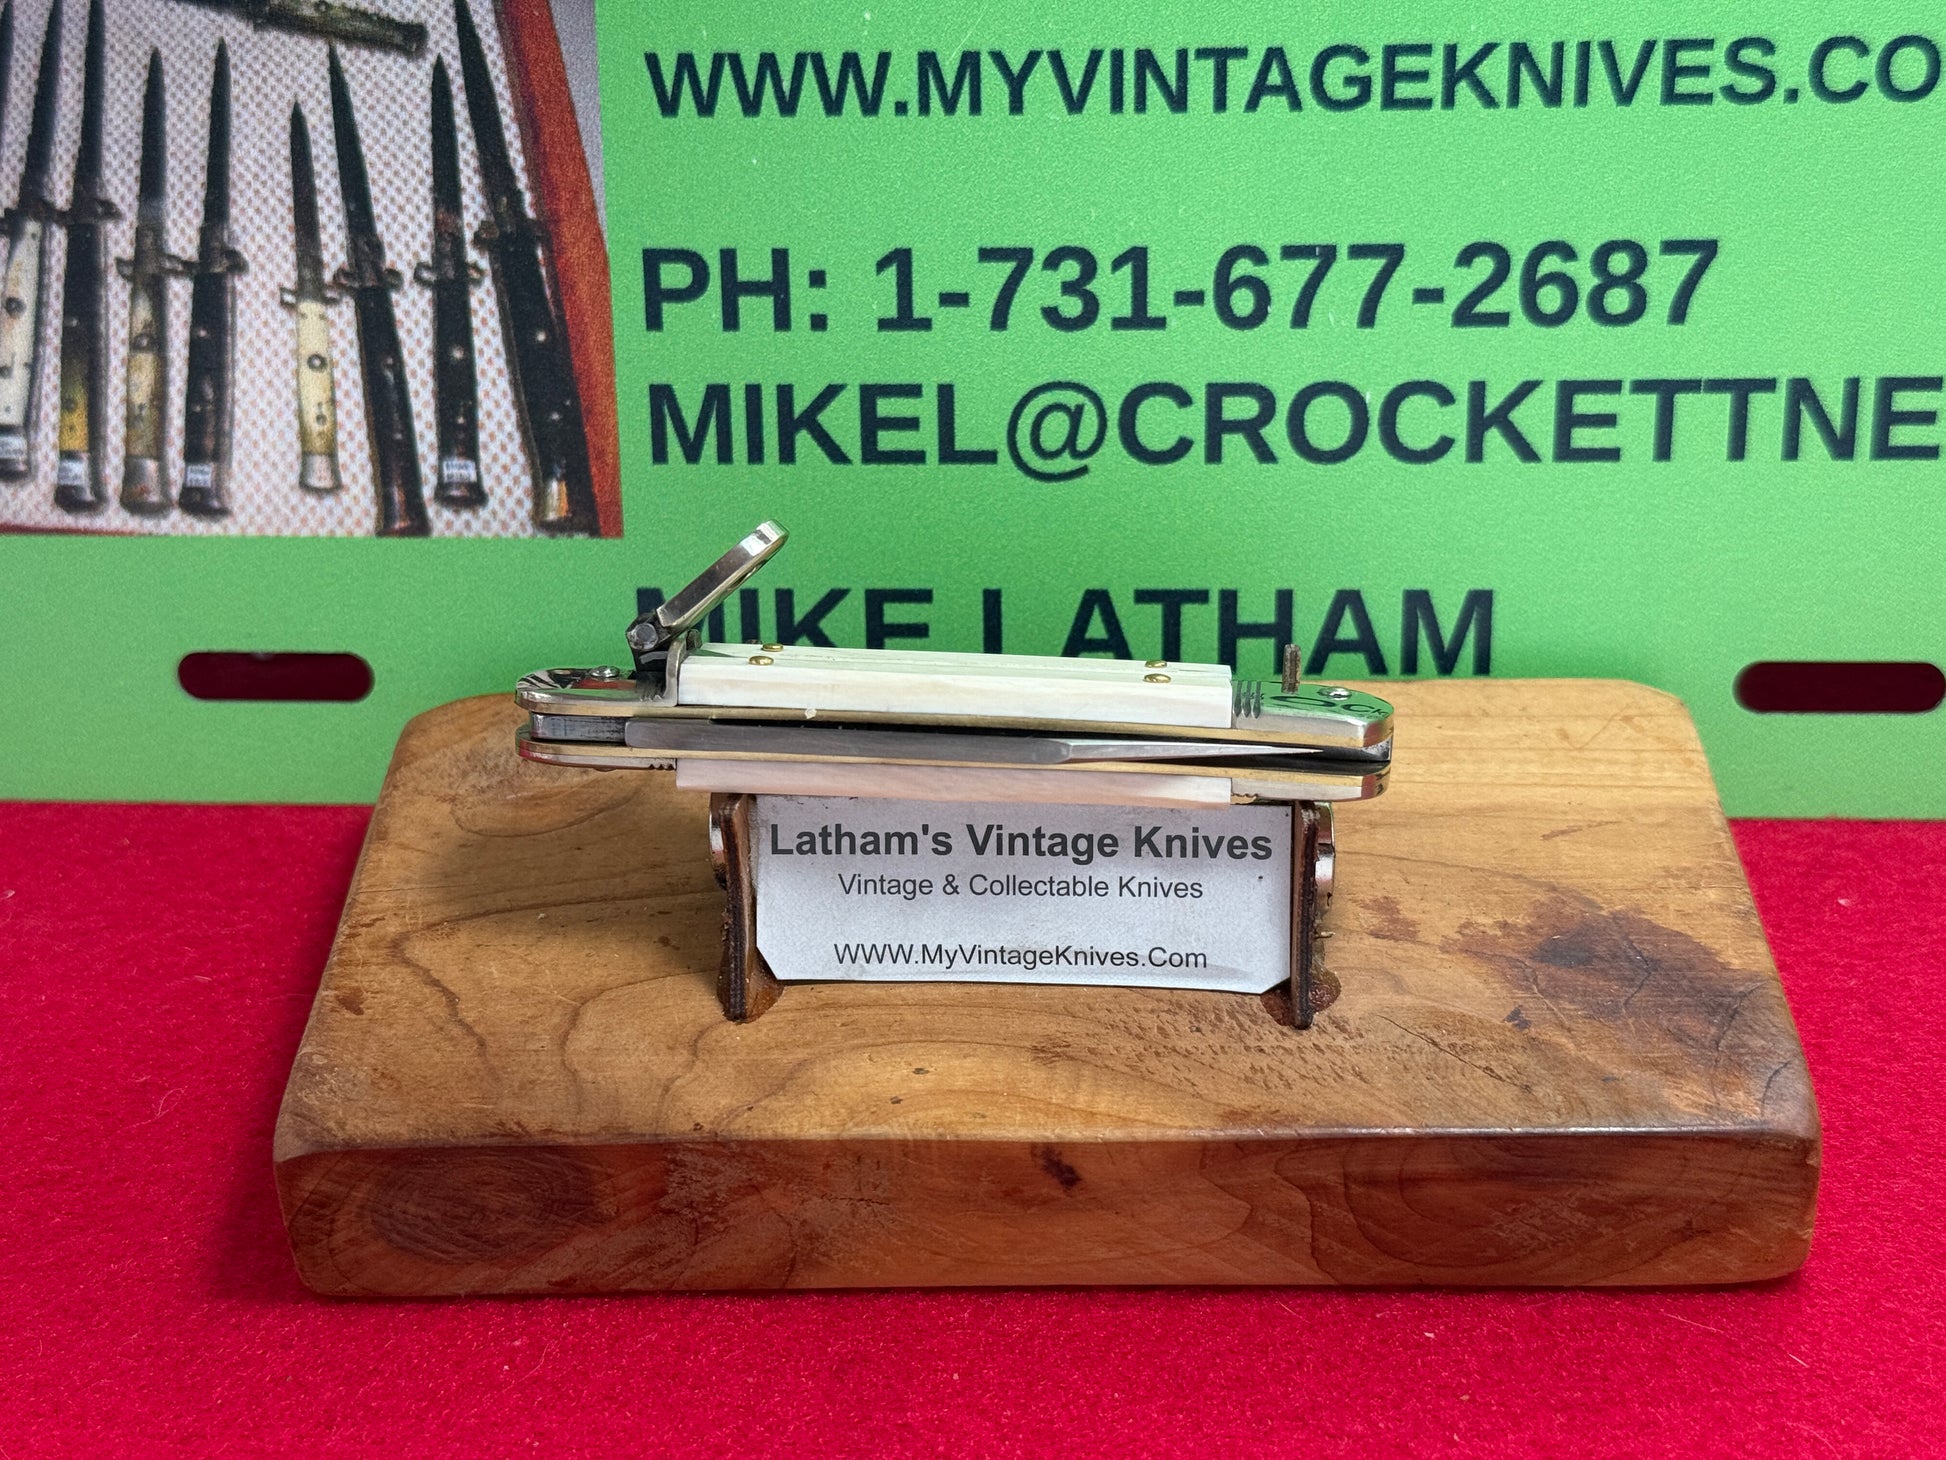 WWW.MYVINTAGEKNIVES.CO
PH: 1-731-677-2687
MIKEL@CROCKETTNE
MIKE LATHAM
Latham's Vintage Knives
Vintage & Collectable Knives
WWW.MyVintageKnives.Com